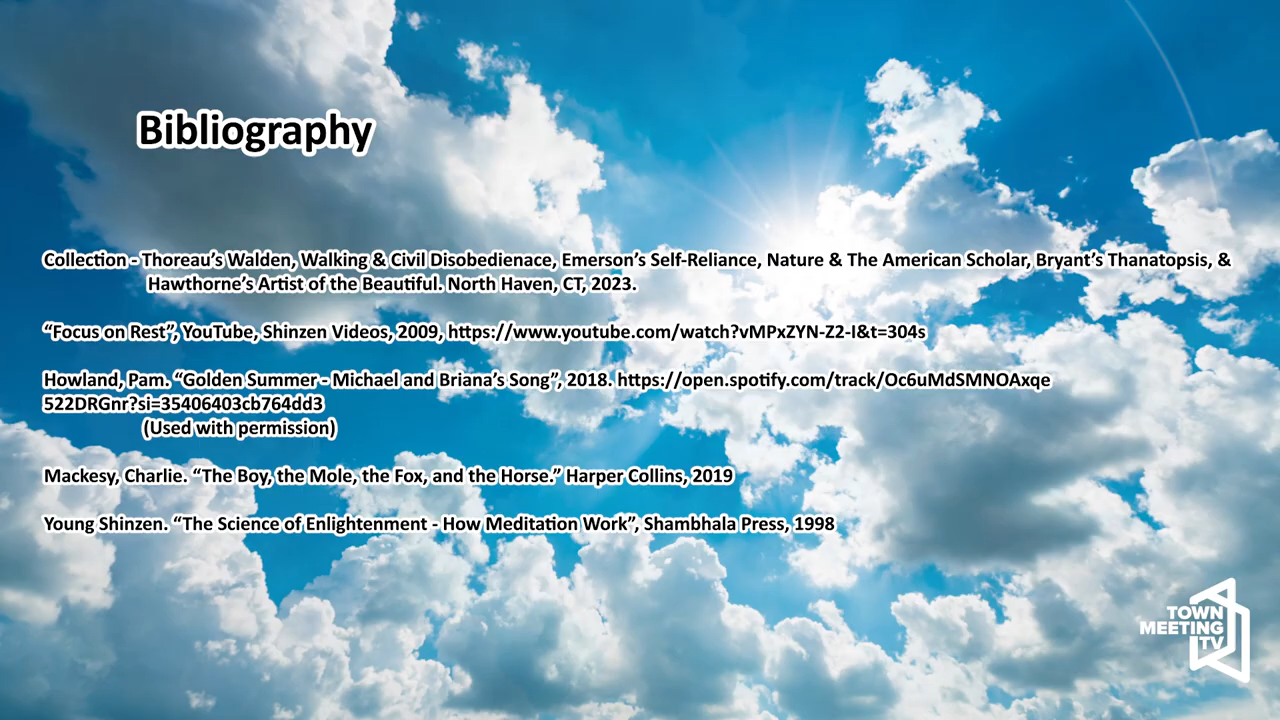 Bibliography
Collection - Thoreau’s Walden, Walking & Civil Disobedienace, Emerson’s Self-Reliance, Nature & The American Scholar, Bryant’s Thanatopsis, &
Hawthorne’s Artist of the Beautiful. North Haven, CT, 2023.
“Focus on Rest”, YouTube, Shinzen Videos, 2009, https://www.youtube.com/watch?vMPxZYN-Z2-I&t=304s
Howland, Pam. “Golden Summer - Michael and Briana’s Song”, 2018. https://open.spotify.com/track/Oc6uMdSMNOAxqe
522DRGnr?si=35406403cb764dd3
(Used with permission)
Mackesy, Charlie. “The Boy, the Mole, the Fox, and the Horse.” Harper Collins, 2019
Young Shinzen. “The Science of Enlightenment - How Meditation Work”, Shambhala Press, 1998
TOWN
MEETING
TV